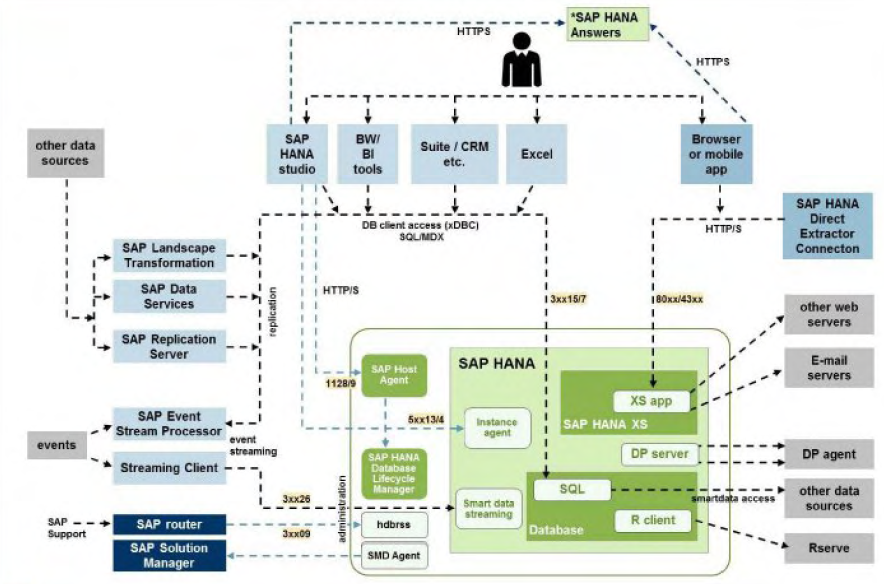 *SAP HANA
Answers
HTTPS
HTTPS
other data
sources
SAP
HANA
studio
BW/
BI
tools
Suite / CRM
etc.
Excel
Browser
or mobile
app
SAP HANA
Direct
Extractor
Connecton
HTTP/S
DB client access (xDBC)
SQL/MDX
SAP Landscape
Transformation
SAP Data
Services
SAP Replication
Server
replication
HTTP/S
3xx15/7
80xx/43xx
other web
servers
E-mail
servers
SAP Host
Agent
1128/9
SAP HANA
XS app
SAP HANA XS
5xx13/4
Instance
agent
SAP Event
Stream Processor
event
streaming
events
Streaming Client
SAP HANA
Database
Lifecycle
Manager
DP server
DP agent
SQL
smartdata access
other data
sources
3xx26
Smart data
streaming
Database
R client
Rserve
administration
SAP
Support
SAP router
3xx09
hdbrss
SAP Solution
Manager
SMD Agent